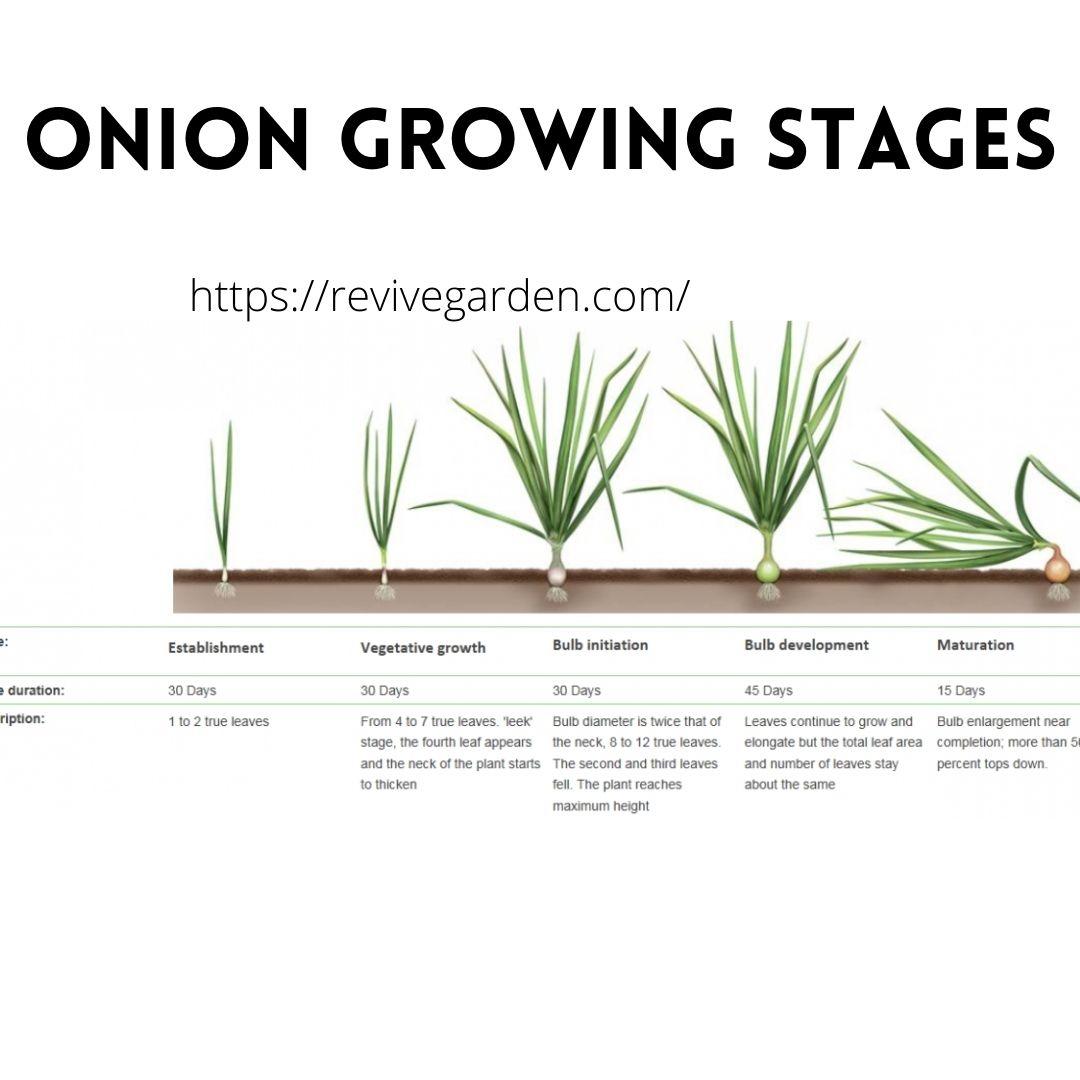 ONION GROWING STAGES
https://revivegarden.com/
e: Establishment Vegetative growth Bulb initiation Bulb development Maturation
e duration: 30 Days 30 Days 30 Days 45 Days 15 Days
ription: 1 to 2 true leaves From 4 to 7 true leaves. 'leek' Bulb diameter is twice that of Leaves continue to grow and Bulb enlargement near
stage, the fourth leaf appears the neck, 8 to 12 true leaves. elongate but the total leaf area completion; more than
and the neck of the plant starts The second and third leaves and number of leaves stay percent tops down.
to thicken fell. The plant reaches about the same
maximum height